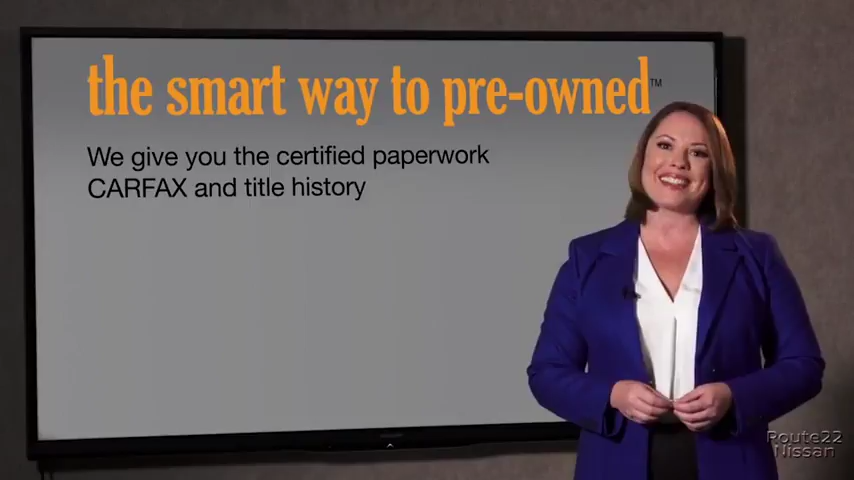 the smart way to pre-owned™
We give you the certified paperwork
CARFAX and title history
Route22
Nissan